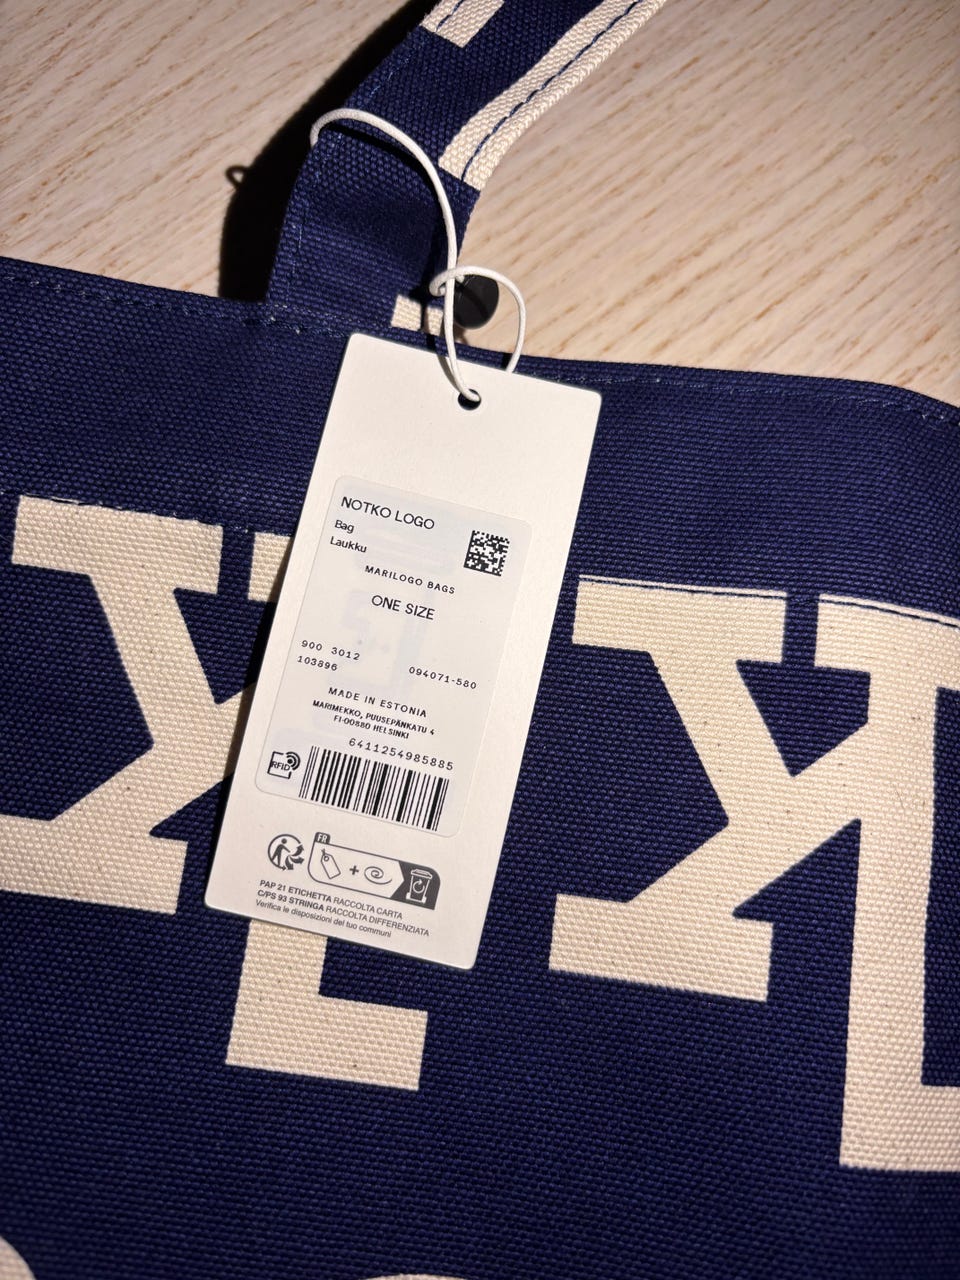 NOTKO LOGO
Bag
Laukku
MARILOGO BAGS
ONE SIZE
900 3012
103896
094071-580
MADE IN ESTONIA
MARIMEKKO, PUUSEPÄNKATU 4
FI-00880 HELSINKI
6411254985885
RFID
FR
PAP 21 ETICHETTA RACCOLTA CARTA
C/PS 93 STRINGA RACCOLTA DIFFERENZIATA
Verifica le disposizioni del tuo communi